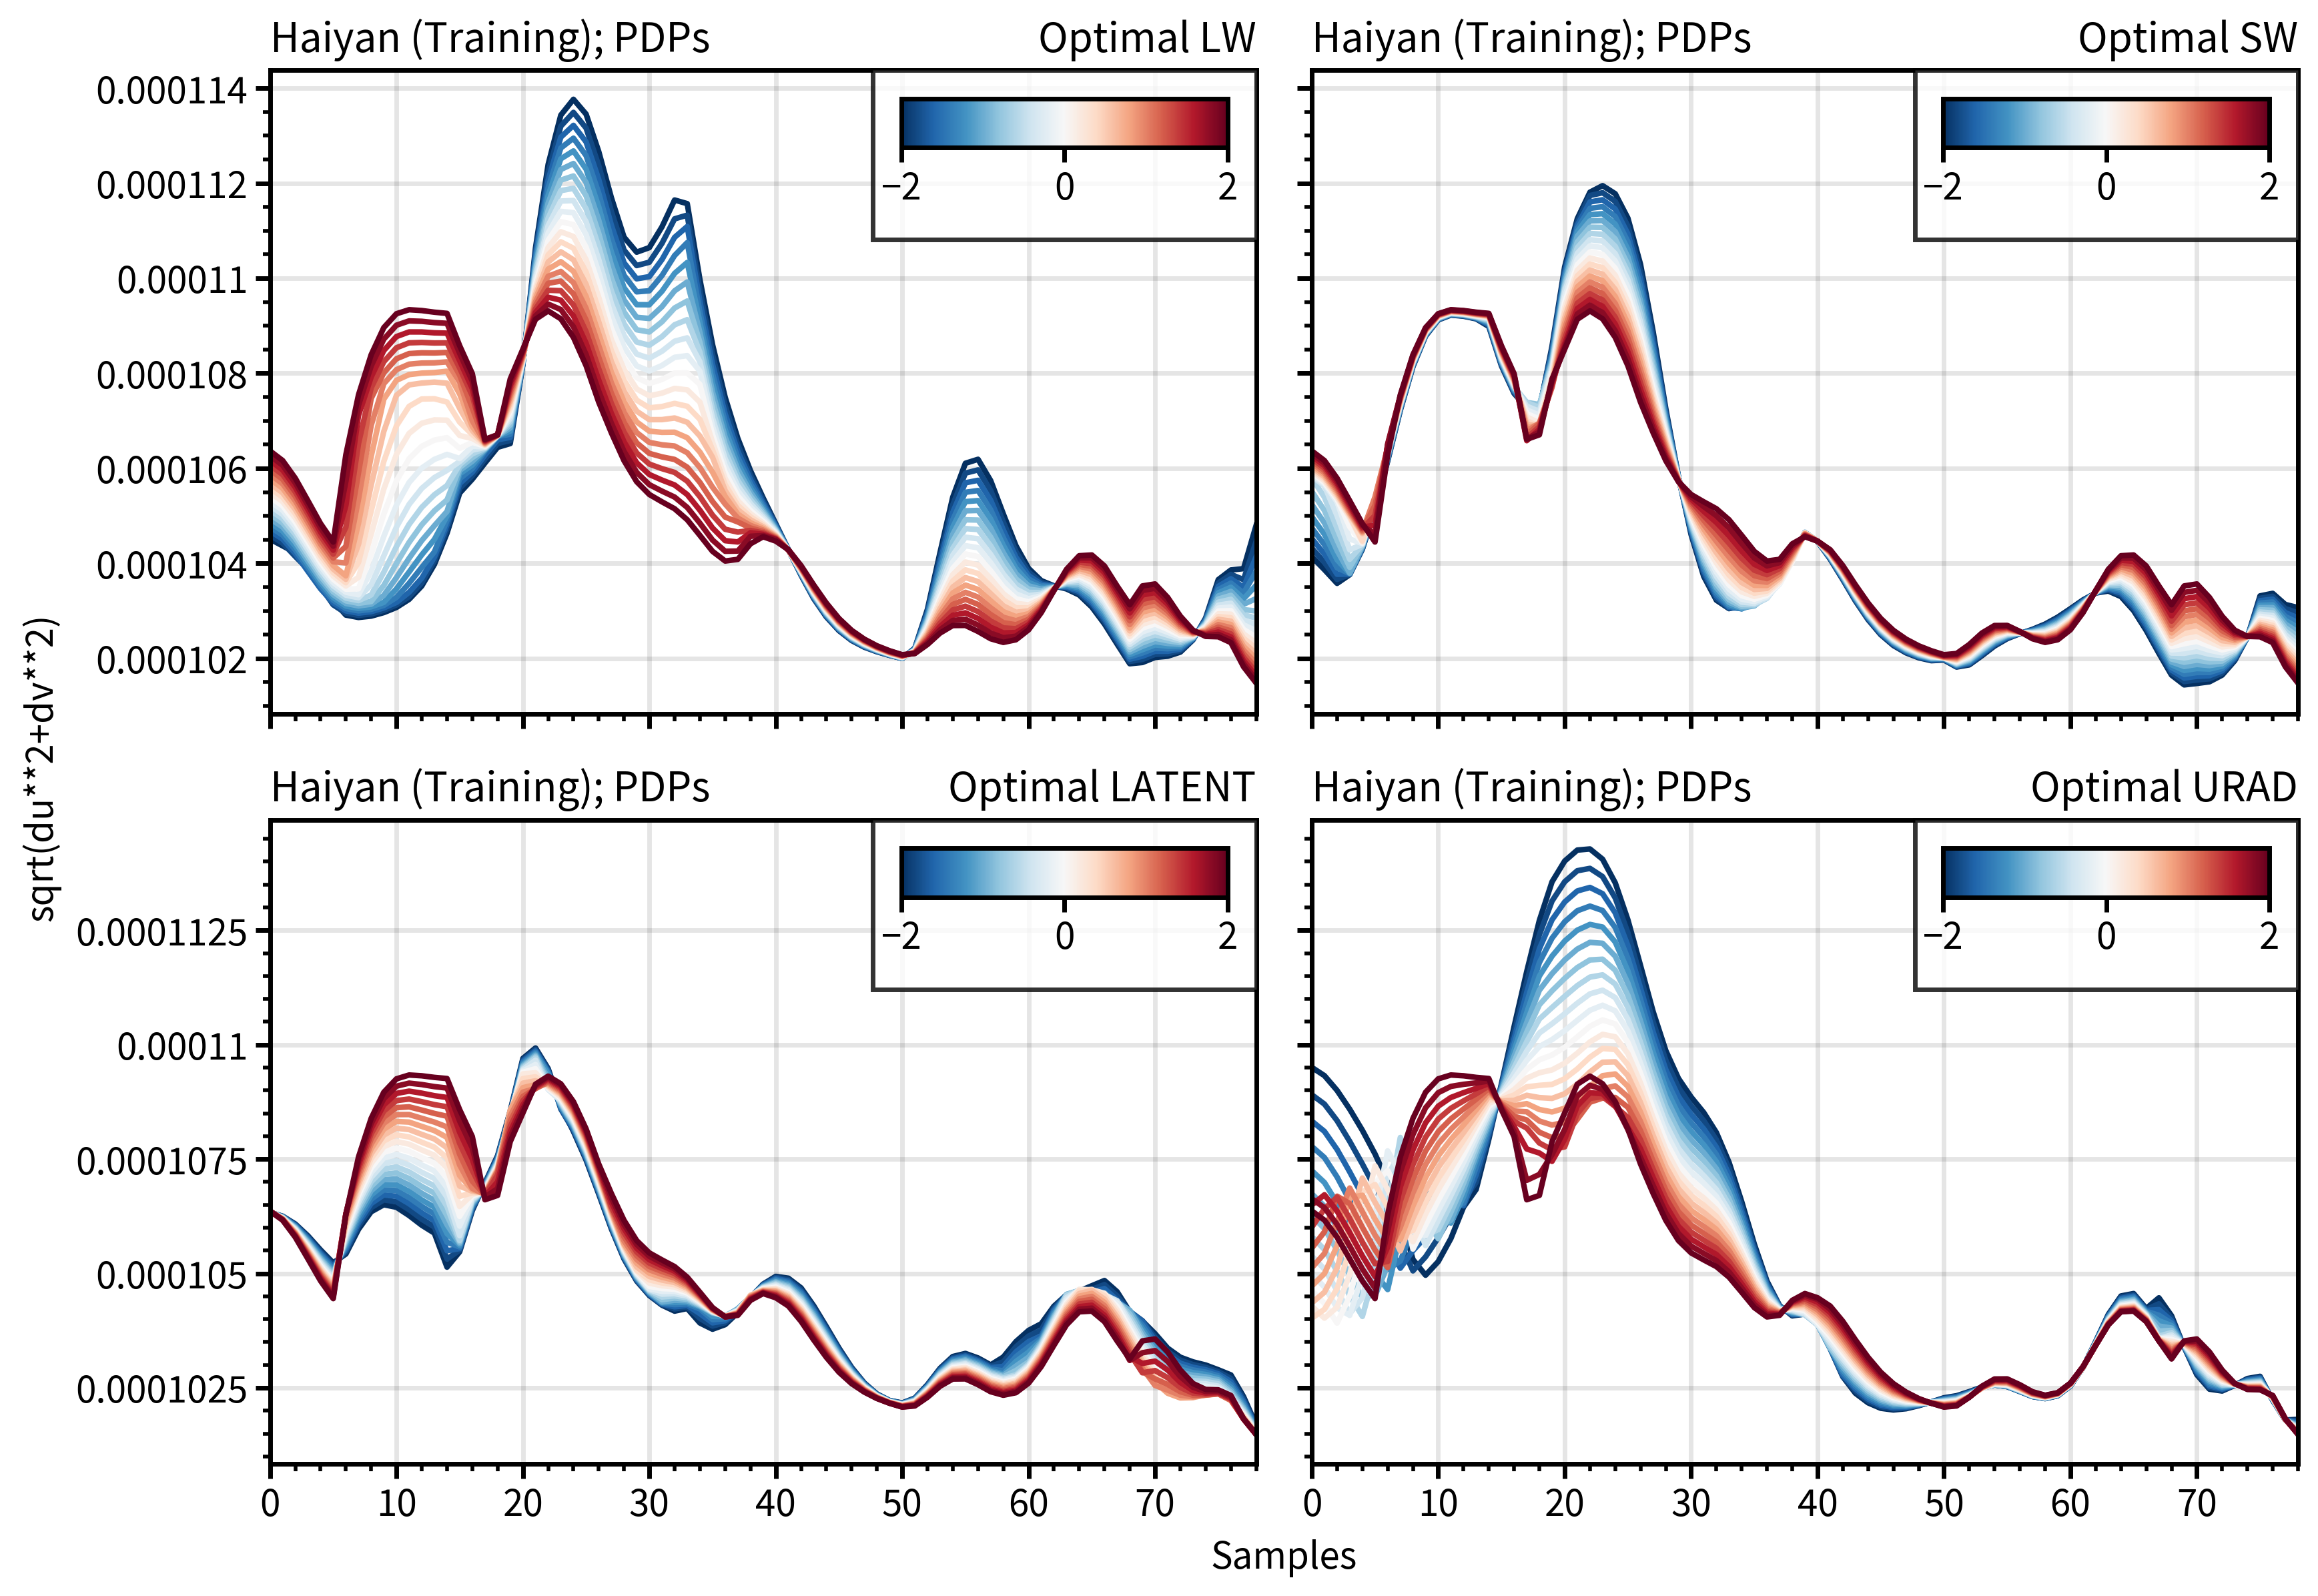 Haiyan (Training); PDPs Optimal LW
Haiyan (Training); PDPs Optimal SW
0.000114
0.000112
0.00011
0.000108
0.000106
0.000104
0.000102
−2 0 2
−2 0 2
sqrt(du**2+dv**2)
Haiyan (Training); PDPs Optimal LATENT
Haiyan (Training); PDPs Optimal URAD
0.0001125
0.00011
0.0001075
0.000105
0.0001025
−2 0 2
−2 0 2
0 10 20 30 40 50 60 70
0 10 20 30 40 50 60 70
Samples